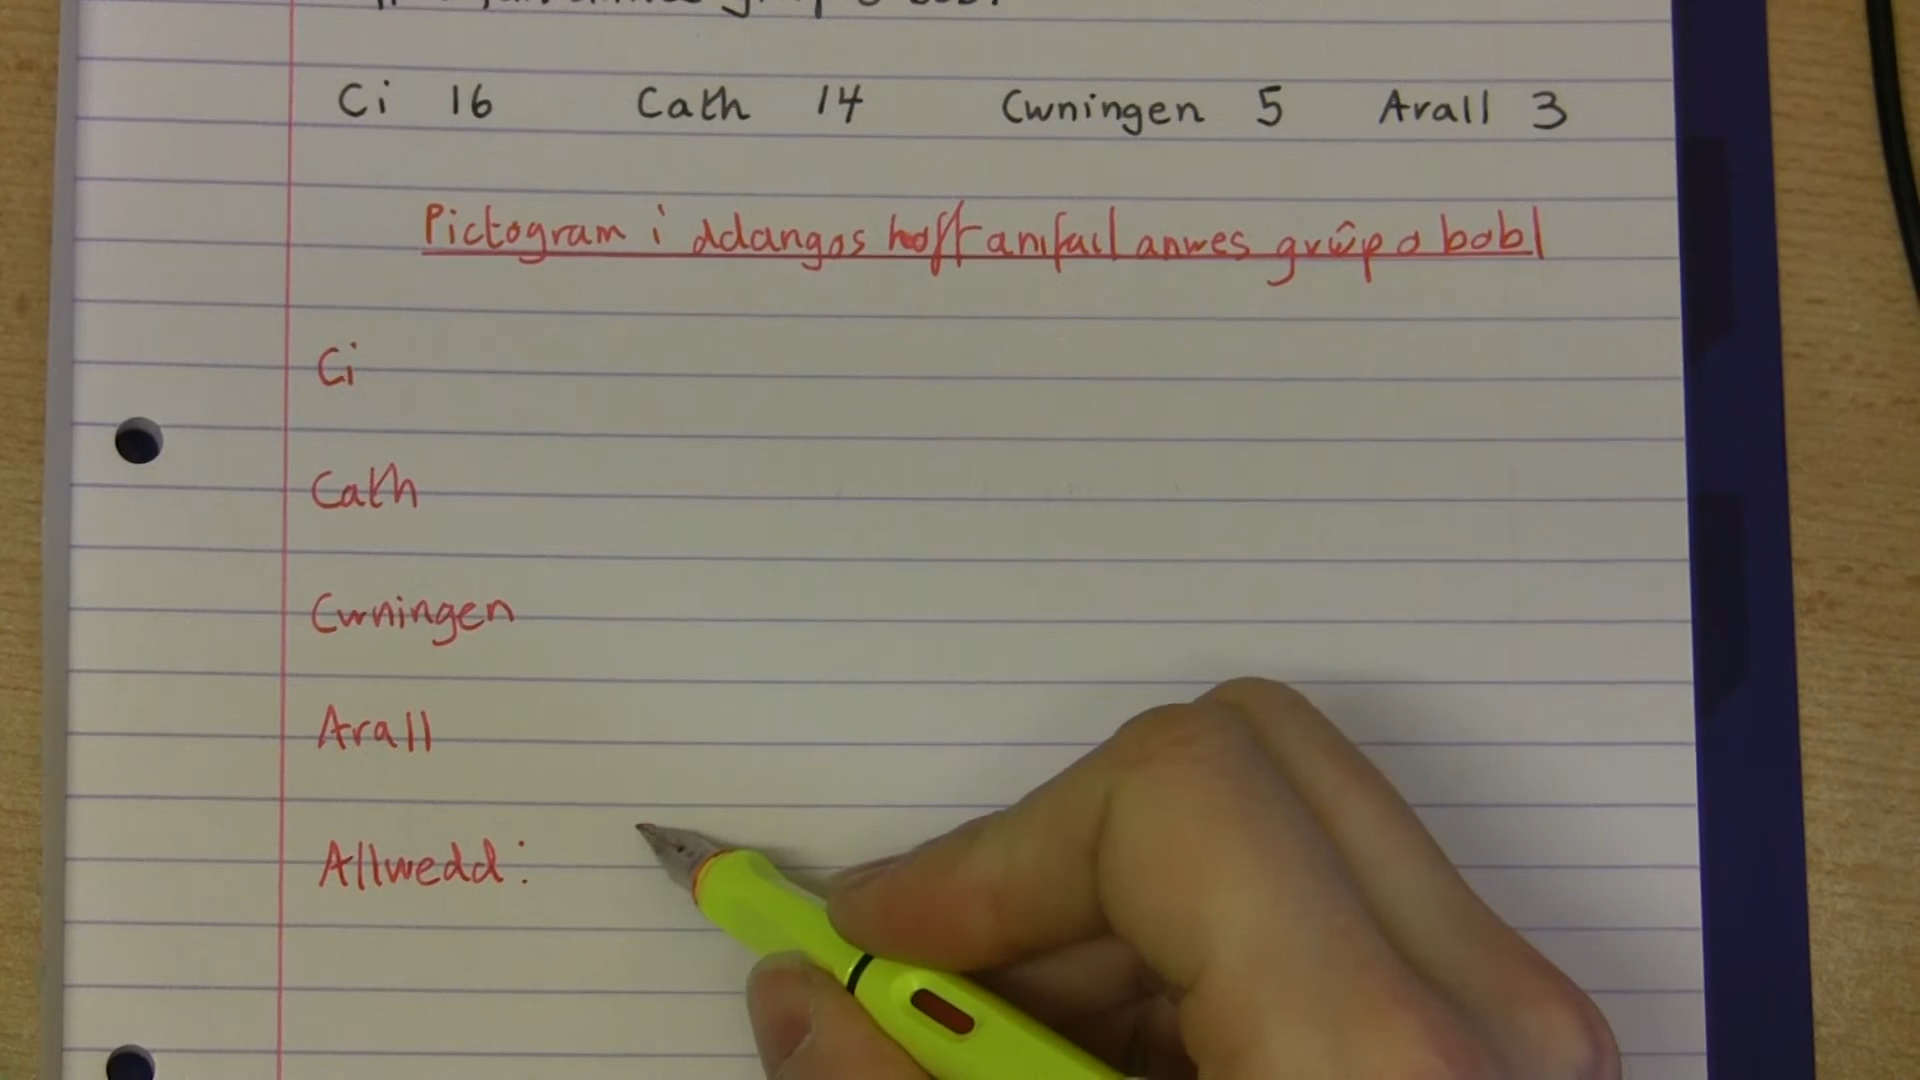 Ci 16 Cath 14 Cwningen 5 Arall 3
Pictogram i ddangos hoff anifail anwes grŵp o bobl
Ci
Cath
Cwningen
Arall
Allwedd: